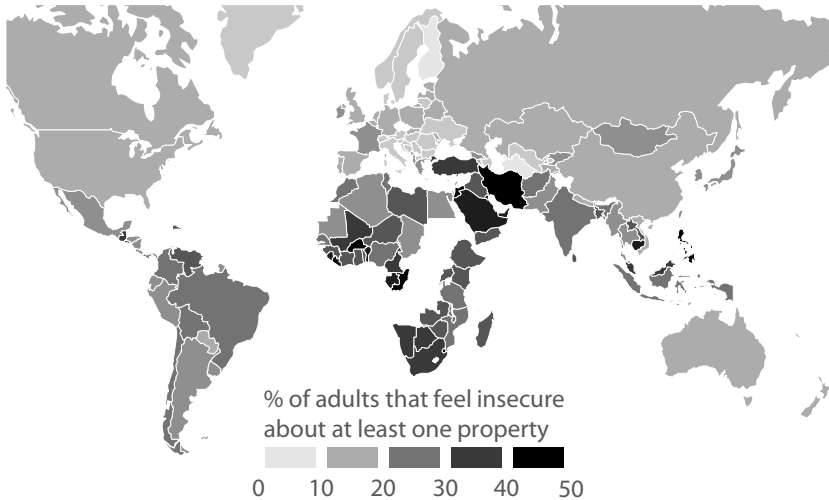 % of adults that feel insecure
about at least one property
0 10 20 30 40 50